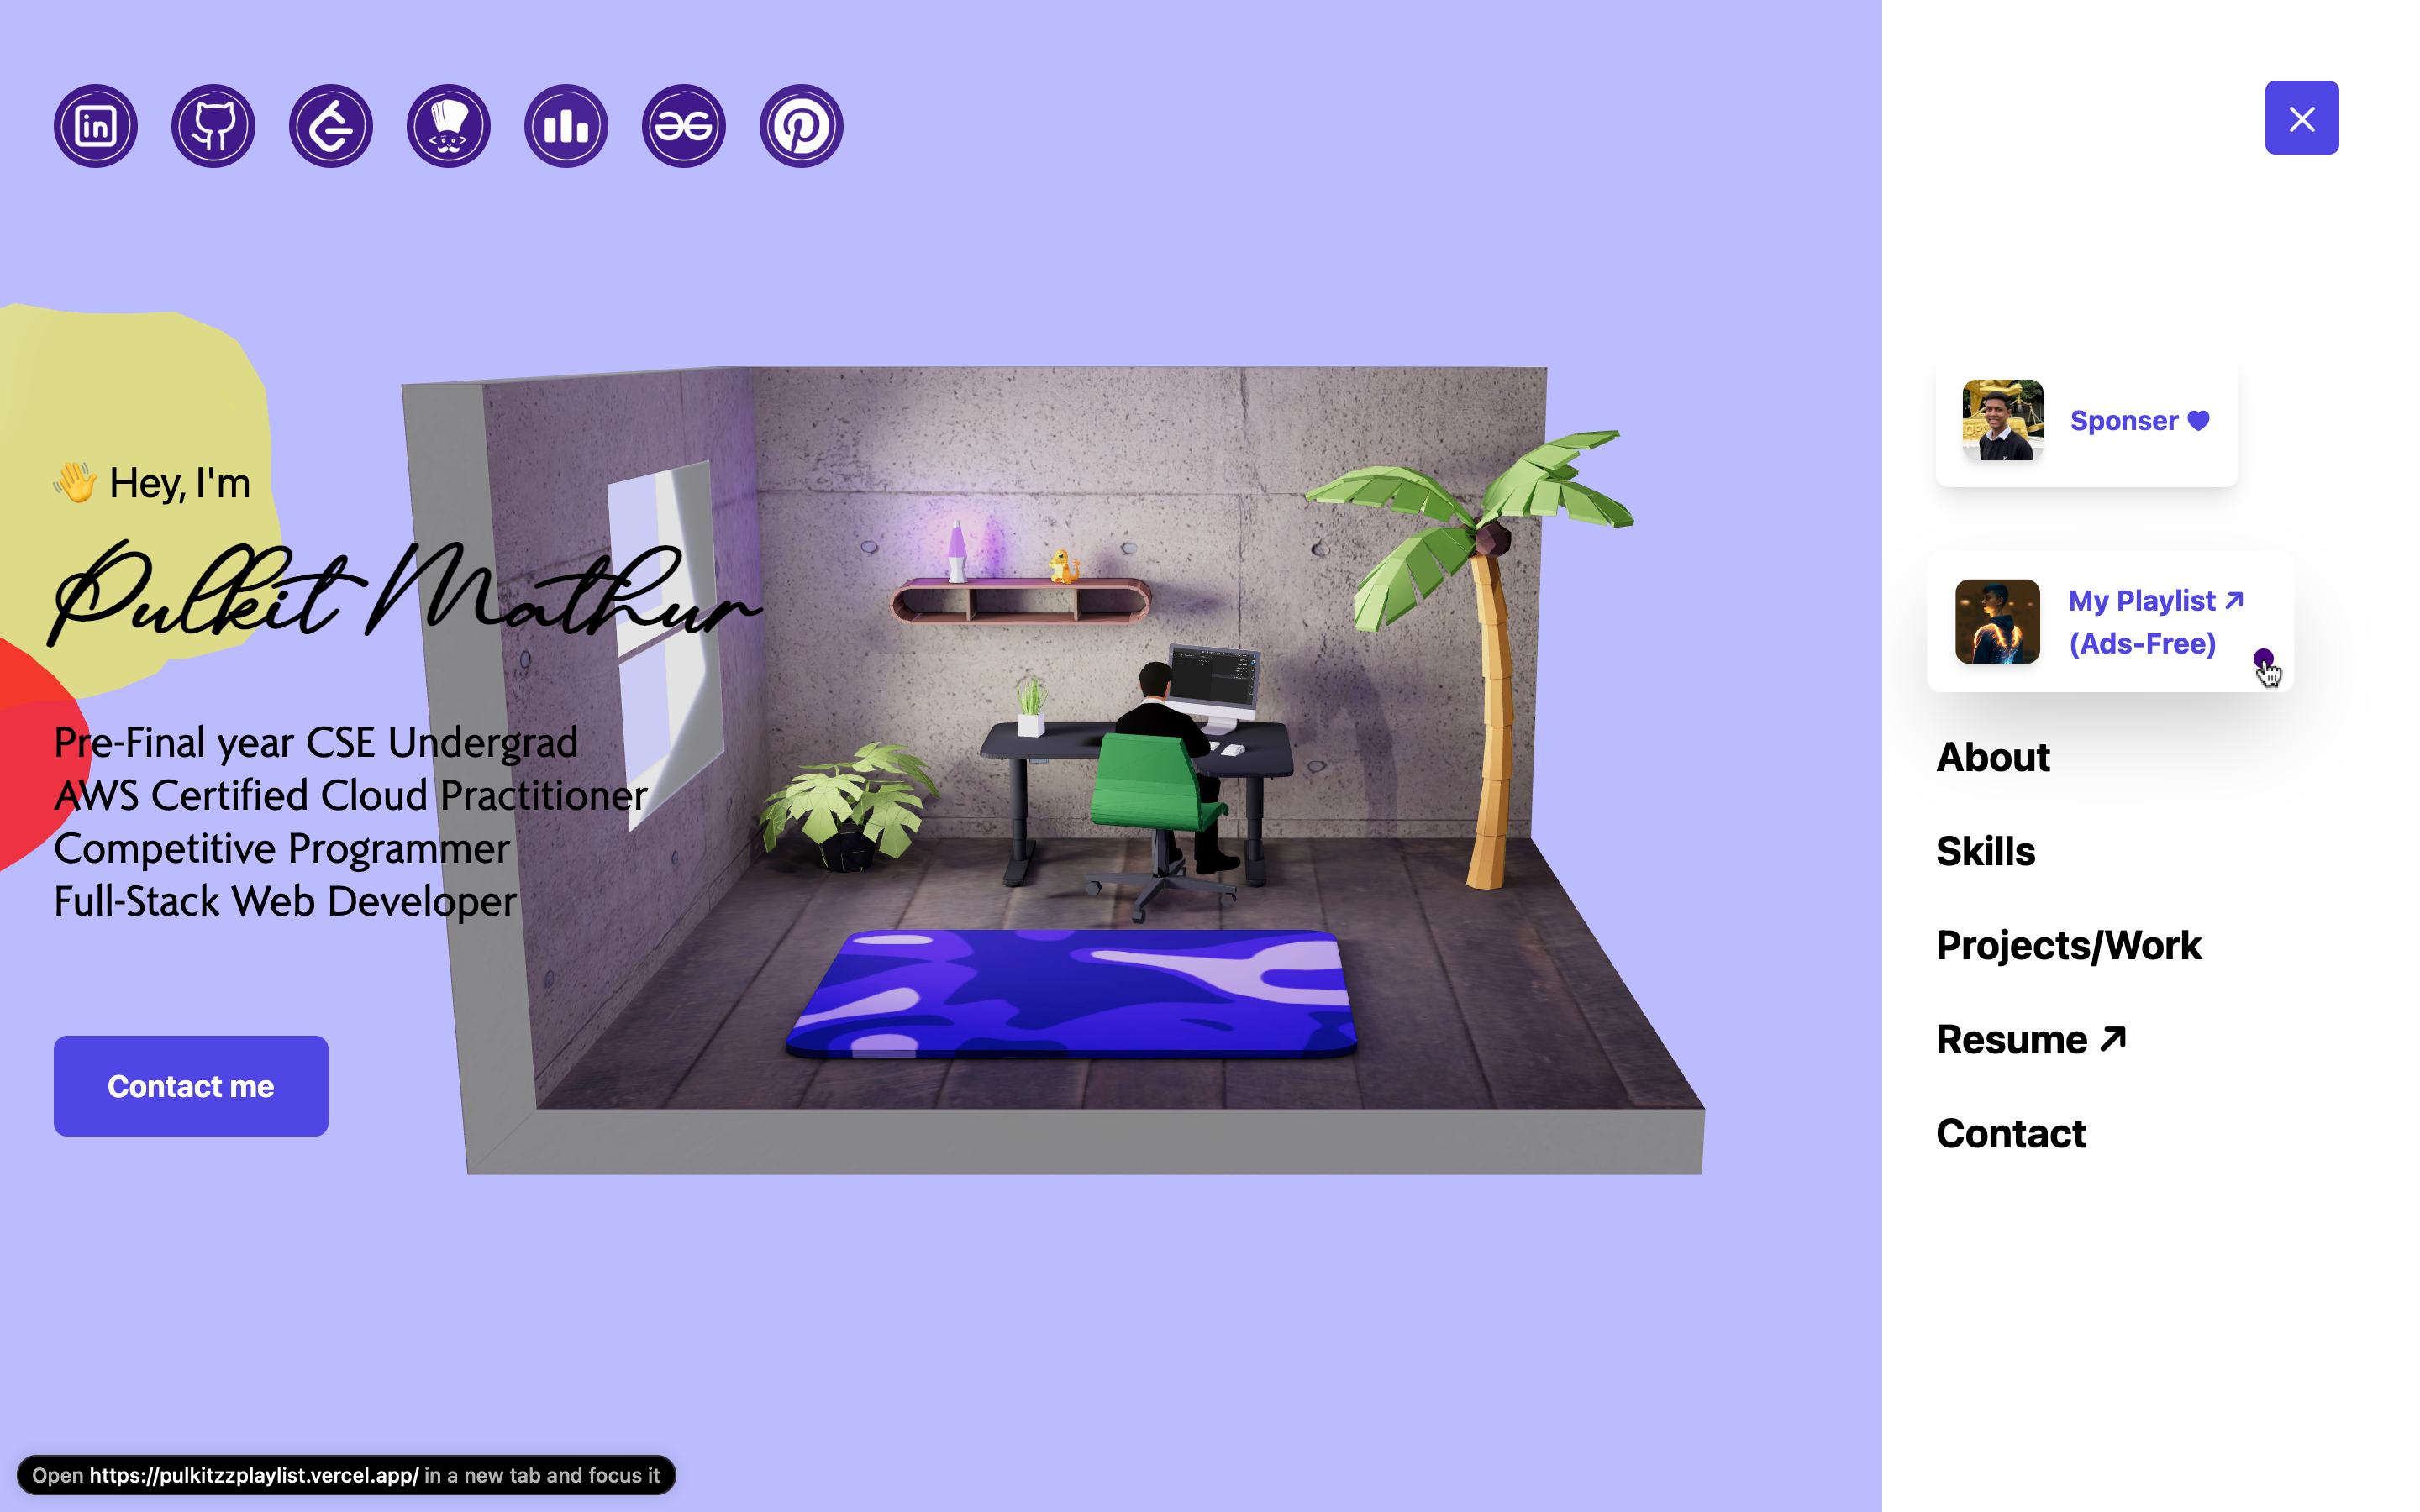 in
👋 Hey, I'm
Pulkit Mathur
Pre-Final year CSE Undergrad
AWS Certified Cloud Practitioner
Competitive Programmer
Full-Stack Web Developer
Contact me
Sponser
My Playlist
(Ads-Free)
About
Skills
Projects/Work
Resume
Contact
Open https://pulkitzzplaylist.vercel.app/ in a new tab and focus it